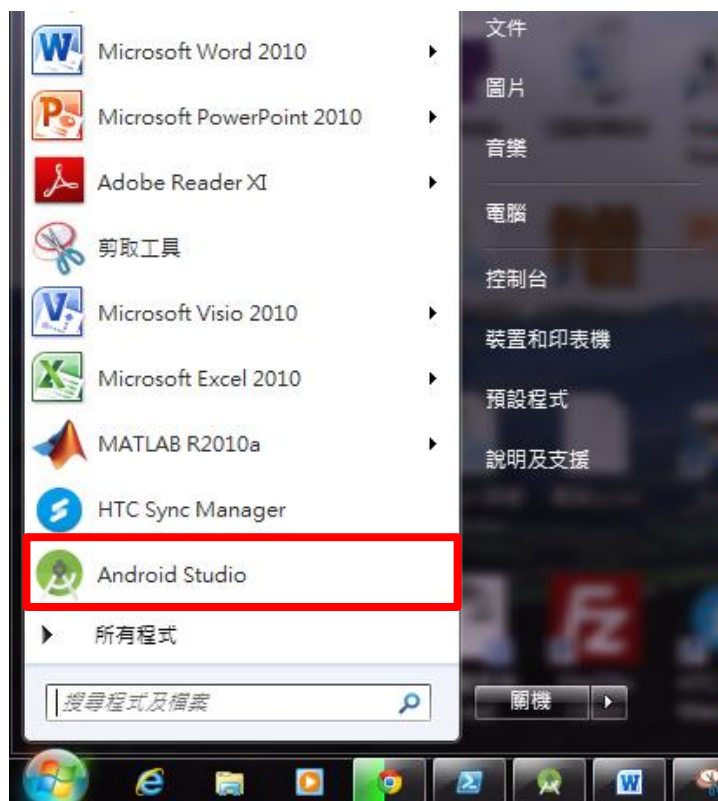 Microsoft Word 2010
Microsoft PowerPoint 2010
Adobe Reader XI
剪取工具
Microsoft Visio 2010
Microsoft Excel 2010
MATLAB R2010a
HTC Sync Manager
Android Studio
所有程式
搜尋程式及檔案
文件
圖片
音樂
電腦
控制台
裝置和印表機
預設程式
說明及支援
關機